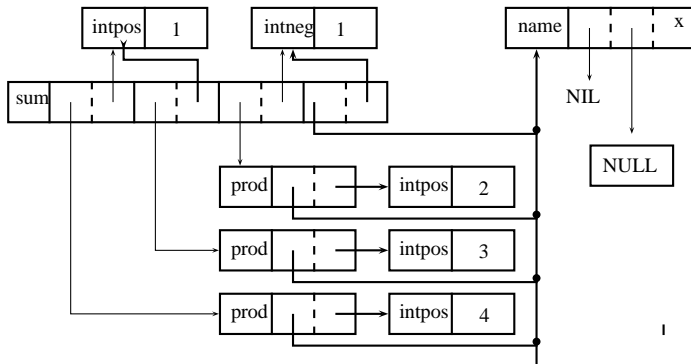 intpos 1
intneg 1
name x
sum
NIL
NULL
prod
intpos 2
prod
intpos 3
prod
intpos 4